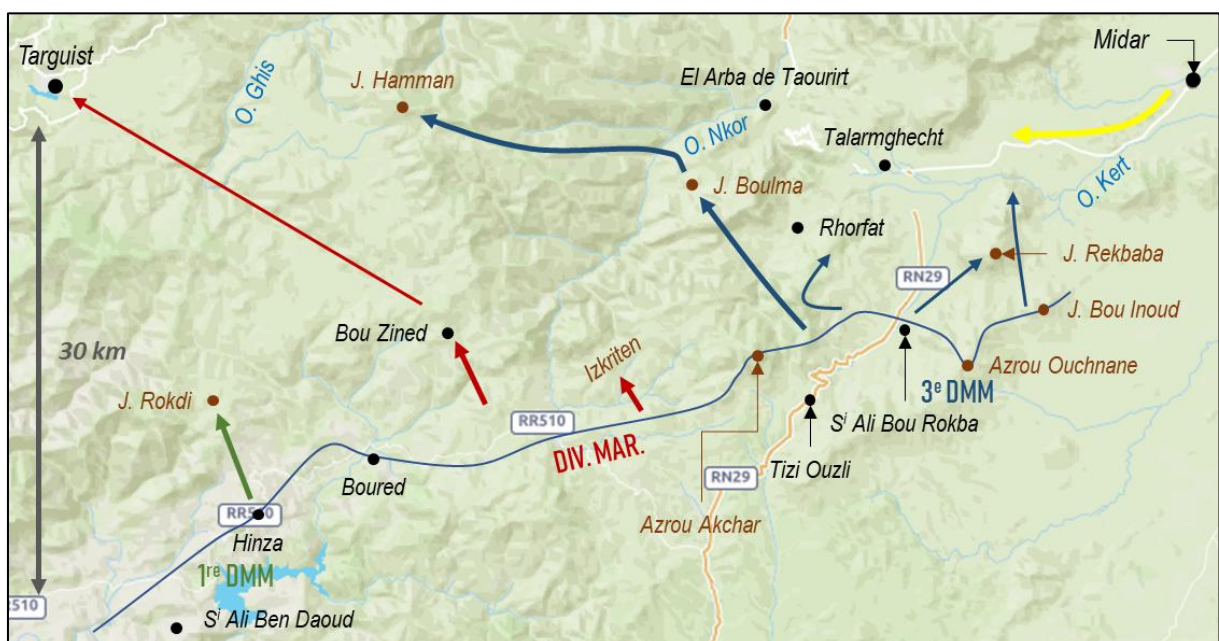 Targuist
O. Ghis
J. Hamman
El Arba de Taourirt
Midar
O. Nkor
Talarmghecht
O. Kert
J. Boulma
Rhorfat
J. Rekbaba
RN29
30 km
Bou Zined
Izkriten
J. Bou Inoud
Azrou Ouchnane
3e DMM
J. Rokdi
RR510
Si Ali Bou Rokba
DIV. MAR.
Tizi Ouzli
Boured
RN29
Azrou Akchar
RR510
Hinza
1re DMM
510
Si Ali Ben Daoud